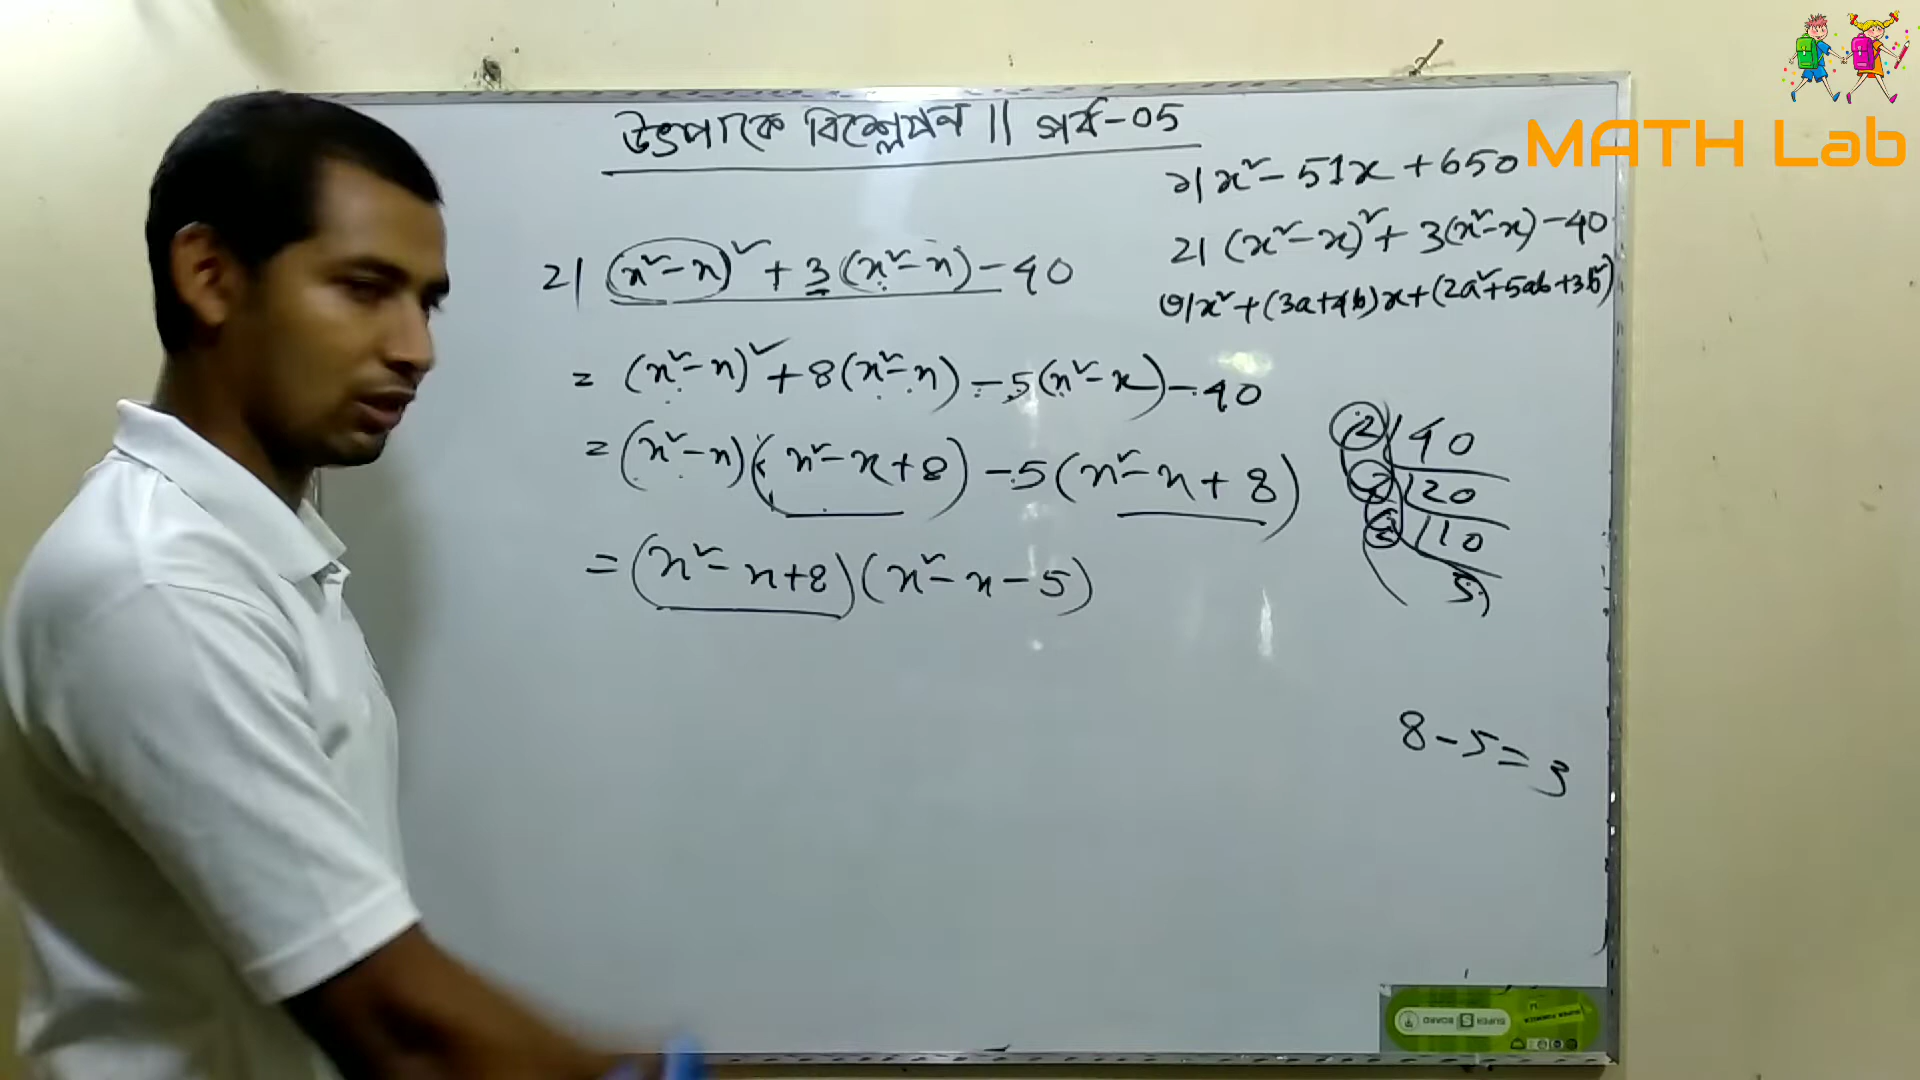 উৎপাদকে বিশ্লেষণ || পর্ব-05
MATH Lab
১| x² - 51x + 650
২| (x² - x)² + 3(x² - x) - 40
৩| x² + (3a + 4b)x + (2a² + 5ab + 3b²)
২| (x² - x)² + 3(x² - x) - 40
= (x² - x)² + 8(x² - x) - 5(x² - x) - 40
= (x² - x)(x² - x + 8) - 5(x² - x + 8)
= (x² - x + 8)(x² - x - 5)
2 | 40
2 | 20
2 | 10
5
8 - 5 = 3
SUPER BOARD